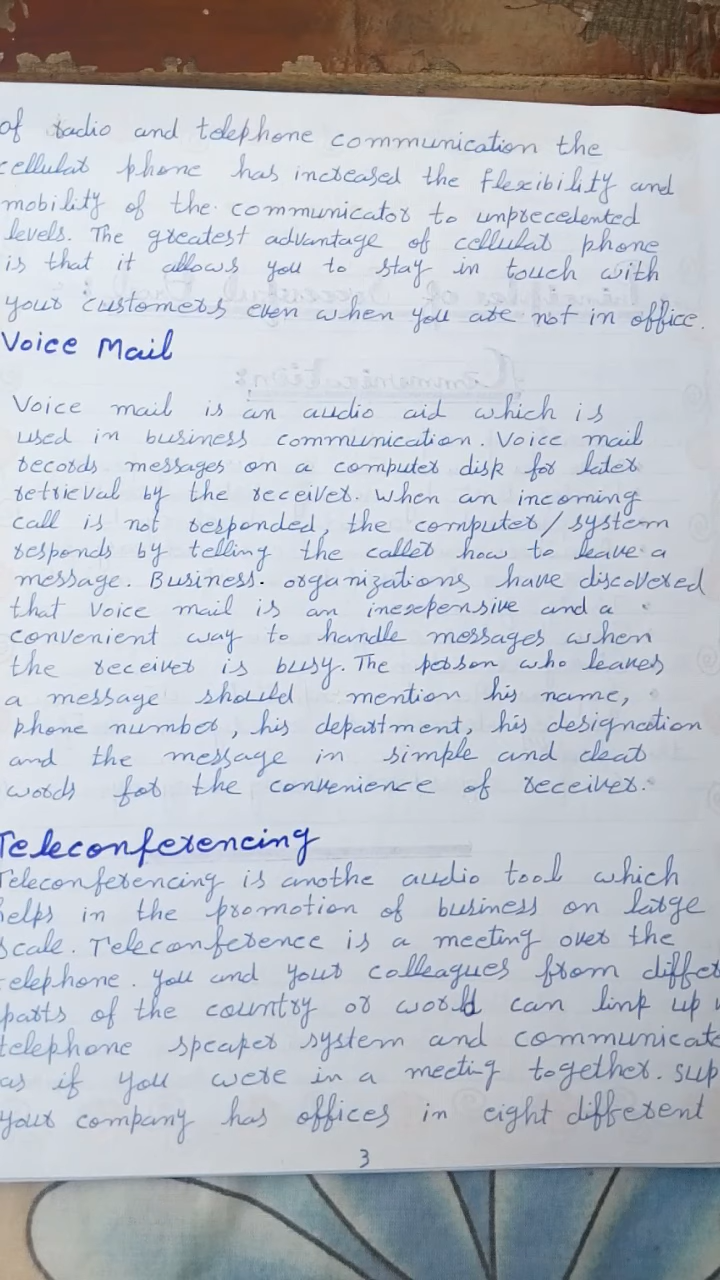 of radio and telephone communication the
cellular phone has increased the flexibility and
mobility of the communicator to unprecedented
levels. The greatest advantage of cellular phone
is that it allows you to stay in touch with
your customers even when you are not in office.
Voice Mail
Voice mail is an audio aid which is
used in business communication. Voice mail
records messages on a computer disk for later
retrieval by the receiver. When an incoming
call is not responded, the computer/system
responds by telling the caller how to leave a
message. Business. organizations have discovered
that Voice mail is an inexpensive and a
convenient way to handle messages when
the receiver is busy. The person who leaves
a message should mention his name,
phone number, his department, his designation
and the message in simple and clear
words for the convenience of receiver.
Teleconferencing
Teleconferencing is anothe audio tool which
helps in the promotion of business on large
scale. Teleconference is a meeting over the
telephone. you and your colleagues from differ
parts of the country or world can link up
telephone speaper system and communicate
as if you were in a meeting together. sup
your company has offices in eight different
3